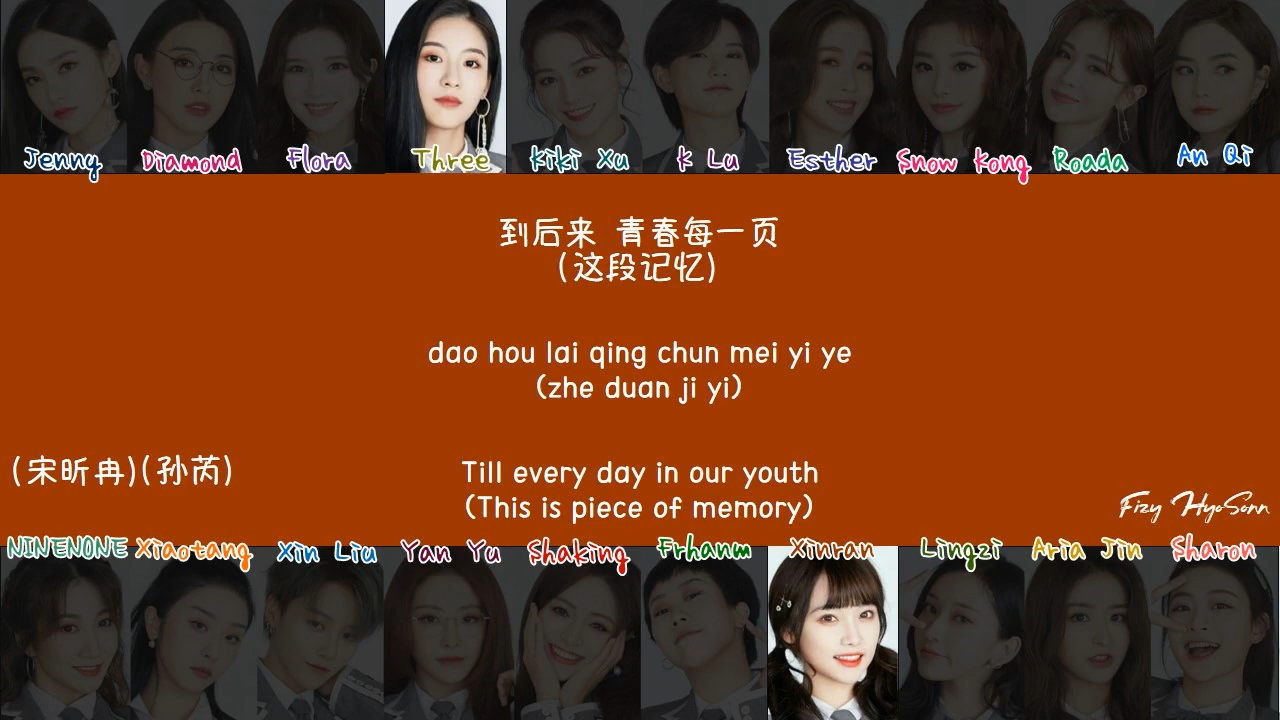 Jenny Diamond Flora Three Kiki Xu K Lu Esther Snow Kong Roada An Qi
到后来 青春每一页
(这段记忆)
dao hou lai qing chun mei yi ye
(zhe duan ji yi)
(宋昕冉)(孙芮)
Till every day in our youth
(This is piece of memory)
Fizy HyoSonn
NINEONE Xiaotang Xin Liu Yan Yu Shaking Frhanm Xinran Lingzi Aria Jin Sharon